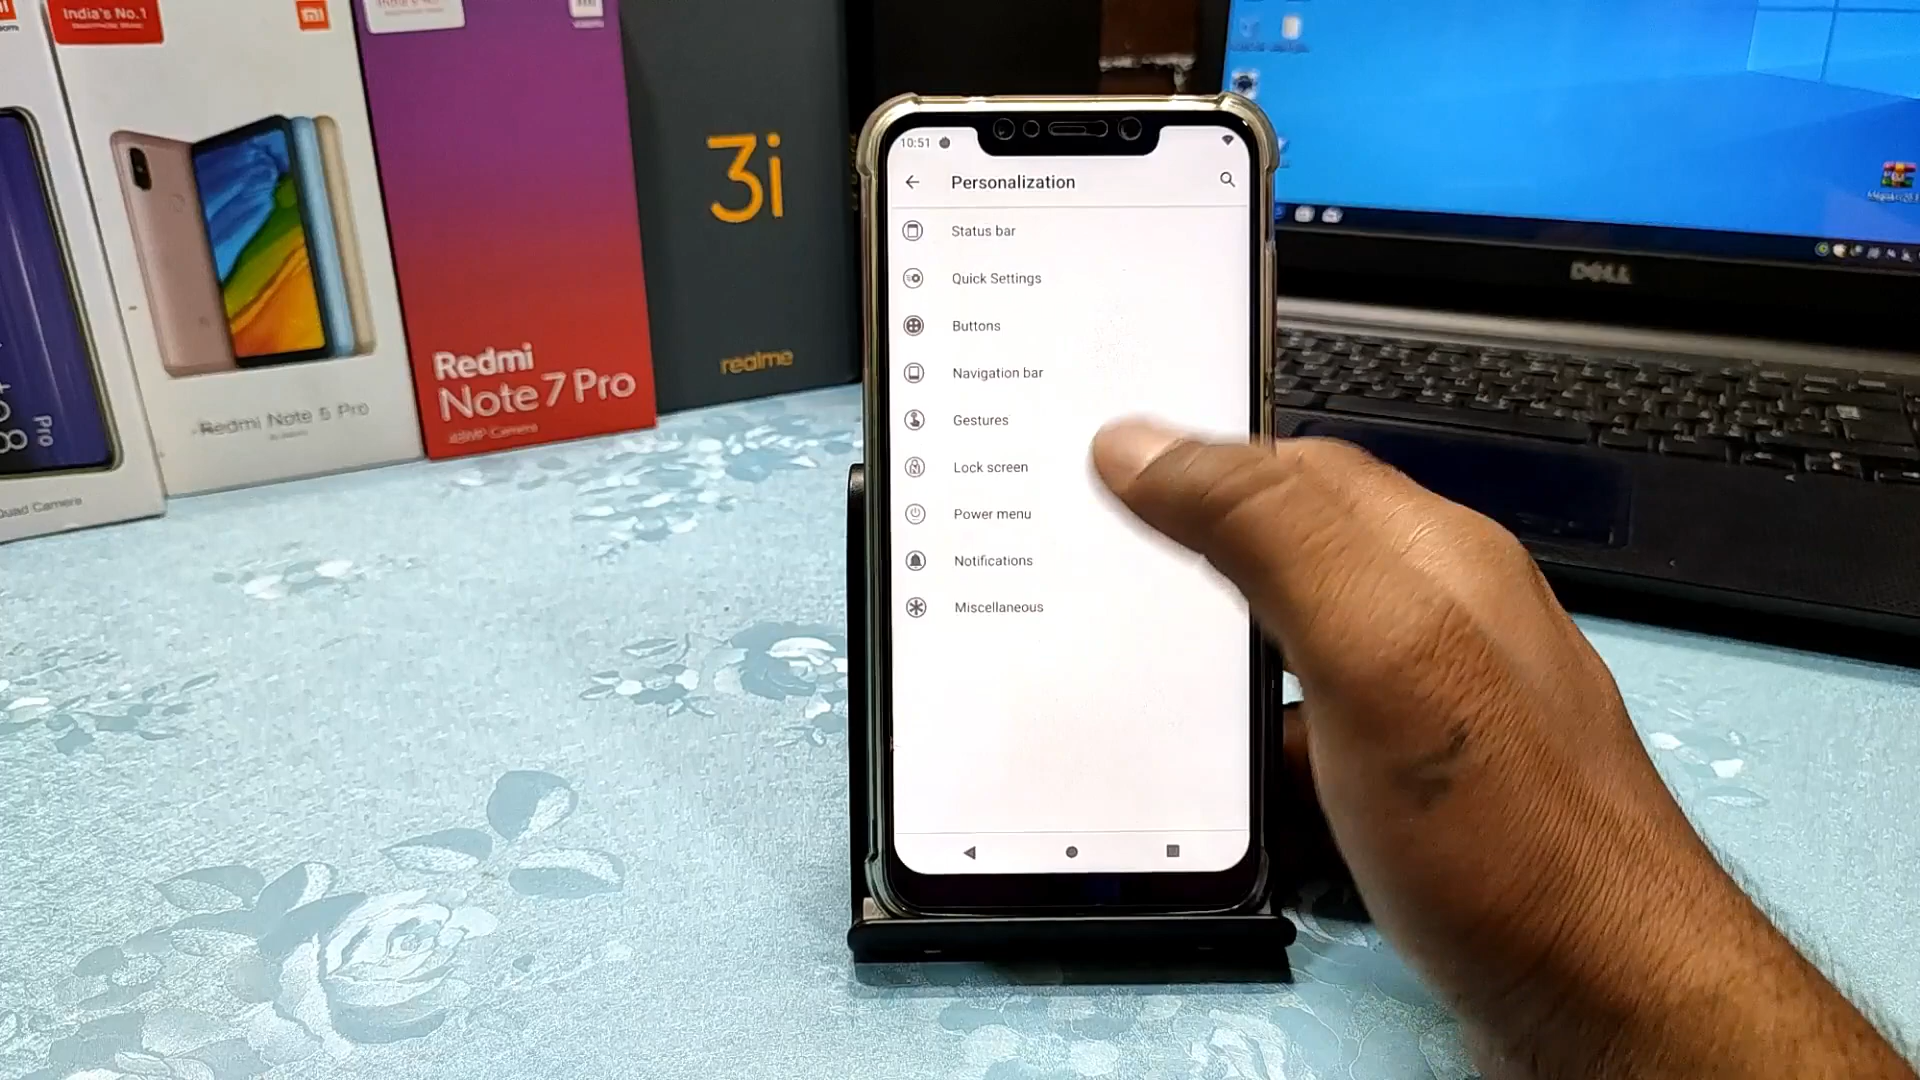 India's No.1
mi
Redmi Note 5 Pro
Quad Camera
Pro
8
Redmi
Note 7 Pro
48MP Camera
3i
realme
10:51
Personalization
Status bar
Quick Settings
Buttons
Navigation bar
Gestures
Lock screen
Power menu
Notifications
Miscellaneous
DELL